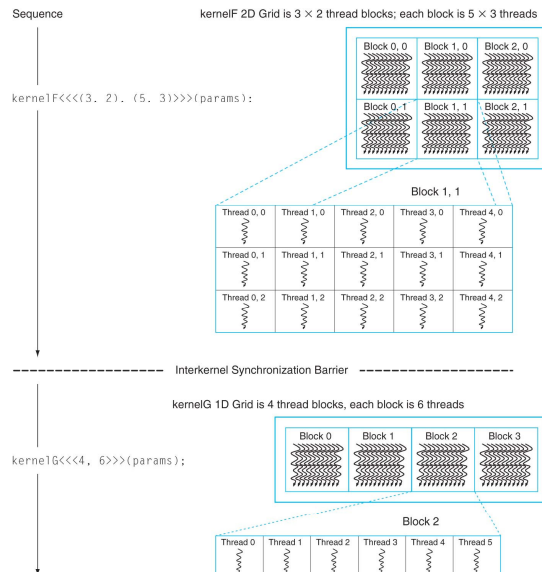 Sequence
kernelF 2D Grid is 3 × 2 thread blocks; each block is 5 × 3 threads
Block 0, 0 Block 1, 0 Block 2, 0
kernelF<<<(3. 2). (5. 3)>>>(params):
Block 0, 1 Block 1, 1 Block 2, 1
Block 1, 1
Thread 0, 0 Thread 1, 0 Thread 2, 0 Thread 3, 0 Thread 4, 0
Thread 0, 1 Thread 1, 1 Thread 2, 1 Thread 3, 1 Thread 4, 1
Thread 0, 2 Thread 1, 2 Thread 2, 2 Thread 3, 2 Thread 4, 2
Interkernel Synchronization Barrier
kernelG 1D Grid is 4 thread blocks, each block is 6 threads
Block 0 Block 1 Block 2 Block 3
kernelG<<<4, 6>>>(params);
Block 2
Thread 0 Thread 1 Thread 2 Thread 3 Thread 4 Thread 5